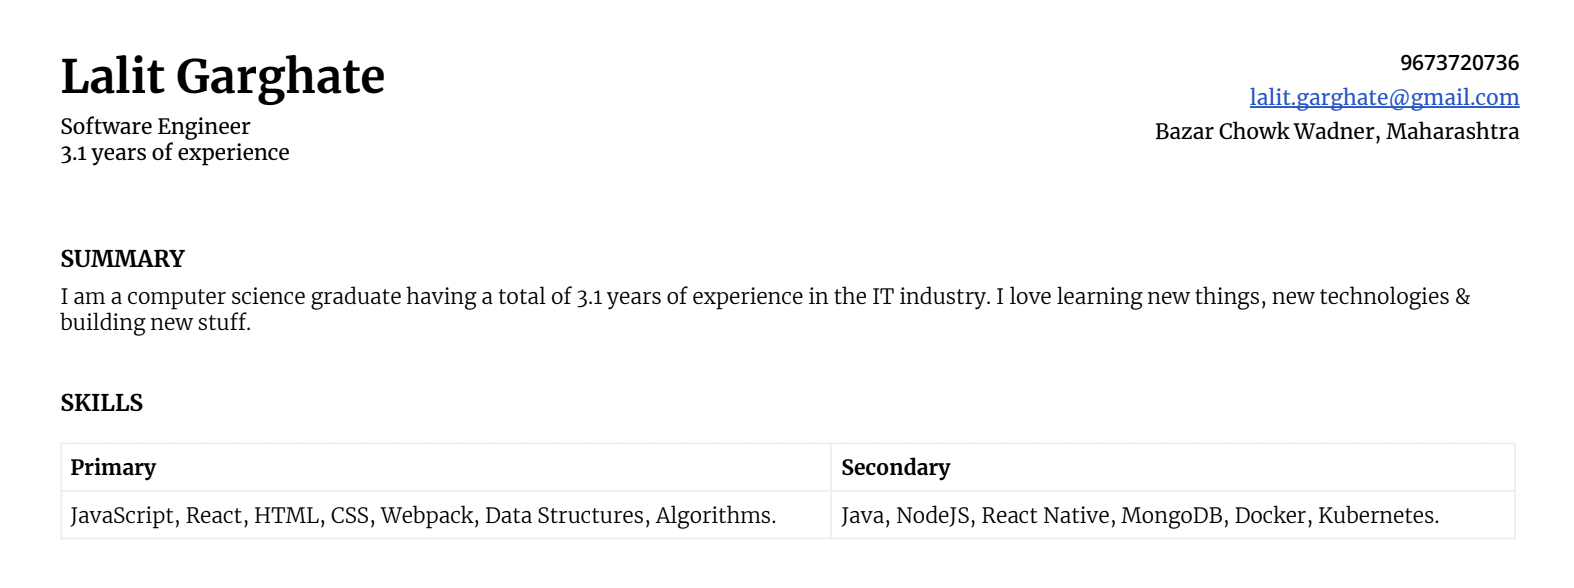 Lalit Garghate
Software Engineer
3.1 years of experience
9673720736
lalit.garghate@gmail.com
Bazar Chowk Wadner, Maharashtra
SUMMARY
I am a computer science graduate having a total of 3.1 years of experience in the IT industry. I love learning new things, new technologies &
building new stuff.
SKILLS
Primary
Secondary
JavaScript, React, HTML, CSS, Webpack, Data Structures, Algorithms.
Java, NodeJS, React Native, MongoDB, Docker, Kubernetes.